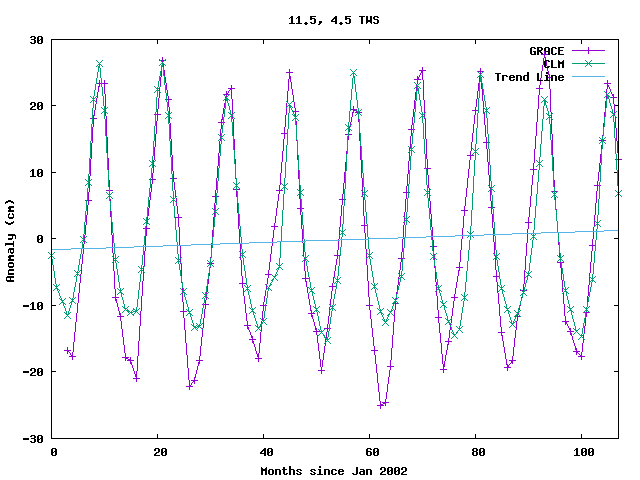 11.5, 4.5 TWS
GRACE
CLM
Trend Line
30
20
10
0
-10
-20
-30
Anomaly (cm)
0 20 40 60 80 100
Months since Jan 2002